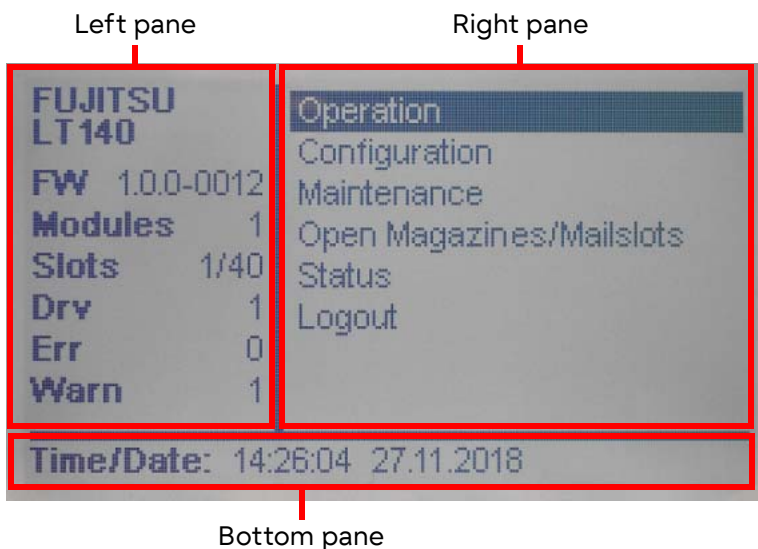 Left pane
Right pane
FUJITSU
LT140
FW 1.0.0-0012
Modules 1
Slots 1/40
Drv 1
Err 0
Warn 1
Operation
Configuration
Maintenance
Open Magazines/Mailslots
Status
Logout
Time/Date: 14:26:04 27.11.2018
Bottom pane